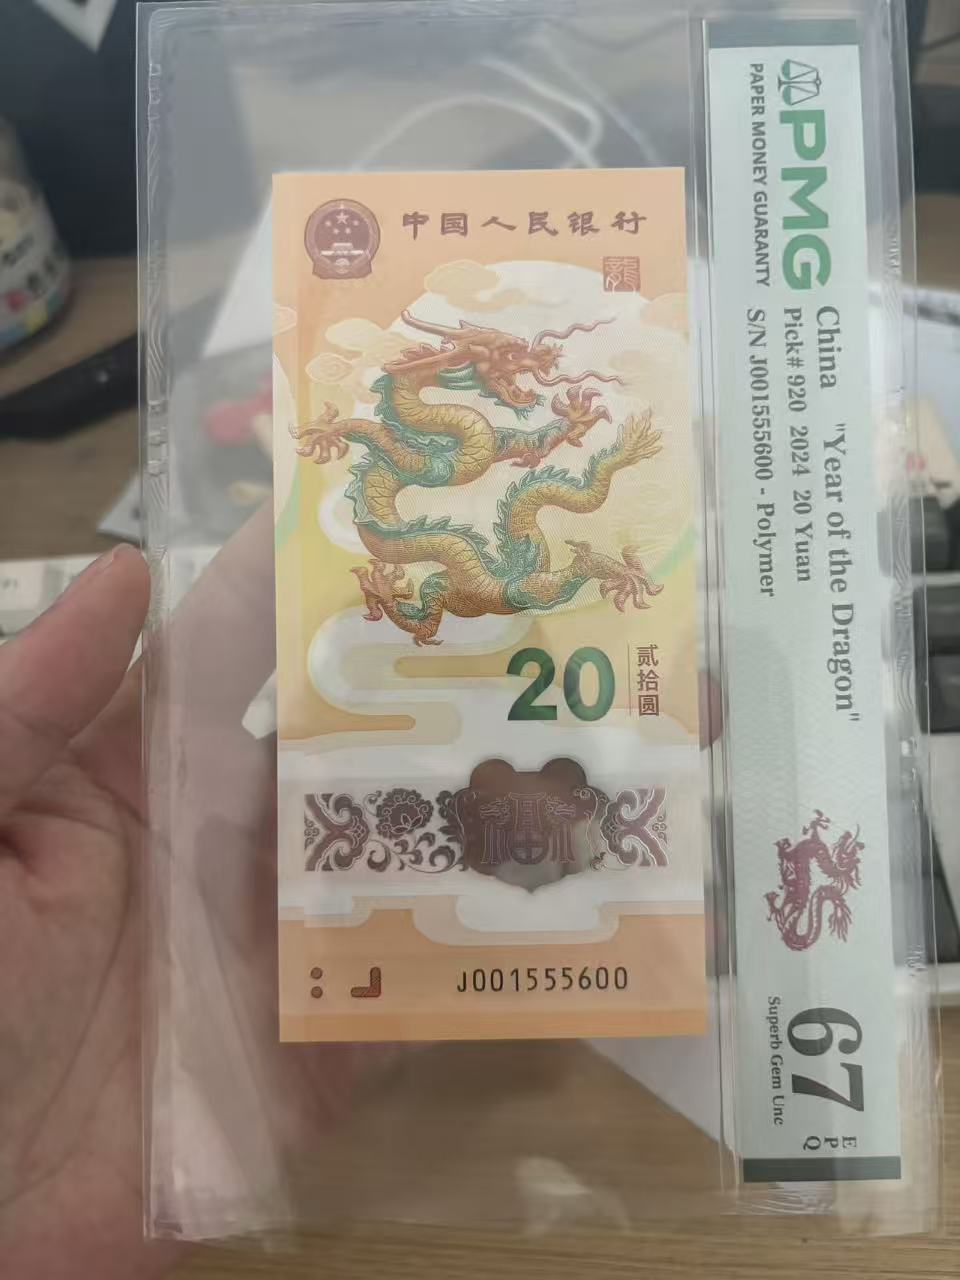 中国人民银行
龍
20
贰拾圆
福
J001555600
PMG
PAPER MONEY GUARANTY
China "Year of the Dragon"
Pick# 920 2024 20 Yuan
S/N J001555600 - Polymer
67
EPQ
Superb Gem Unc